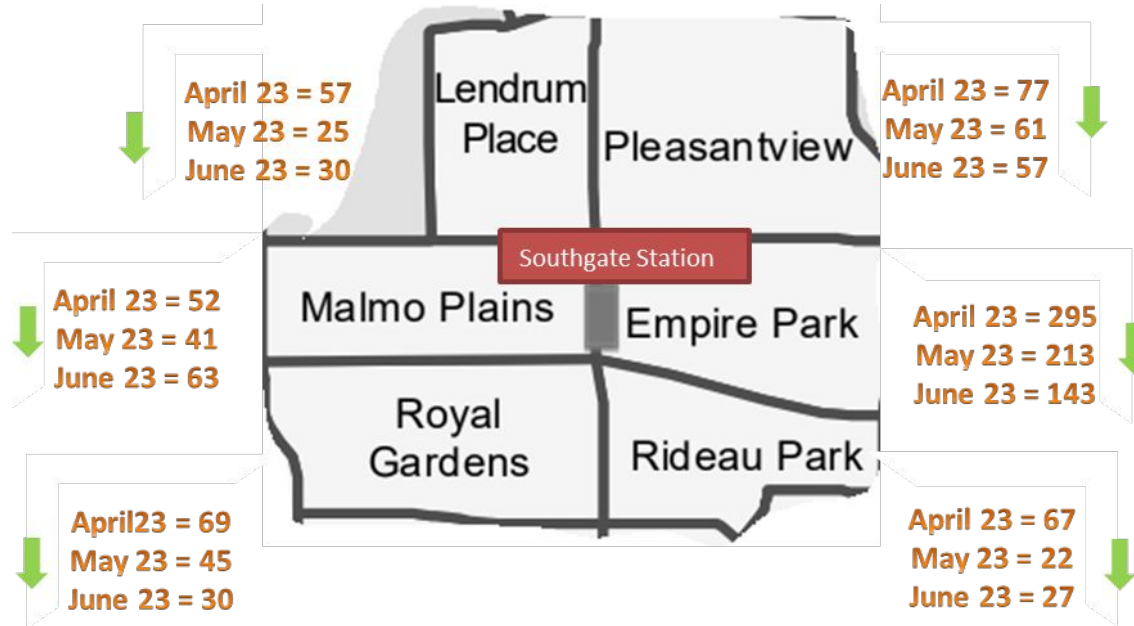 April 23 = 57
May 23 = 25
June 23 = 30
Lendrum
Place
Pleasantview
April 23 = 77
May 23 = 61
June 23 = 57
Southgate Station
April 23 = 52
May 23 = 41
June 23 = 63
Malmo Plains
Empire Park
April 23 = 295
May 23 = 213
June 23 = 143
Royal
Gardens
Rideau Park
April23 = 69
May 23 = 45
June 23 = 30
April 23 = 67
May 23 = 22
June 23 = 27